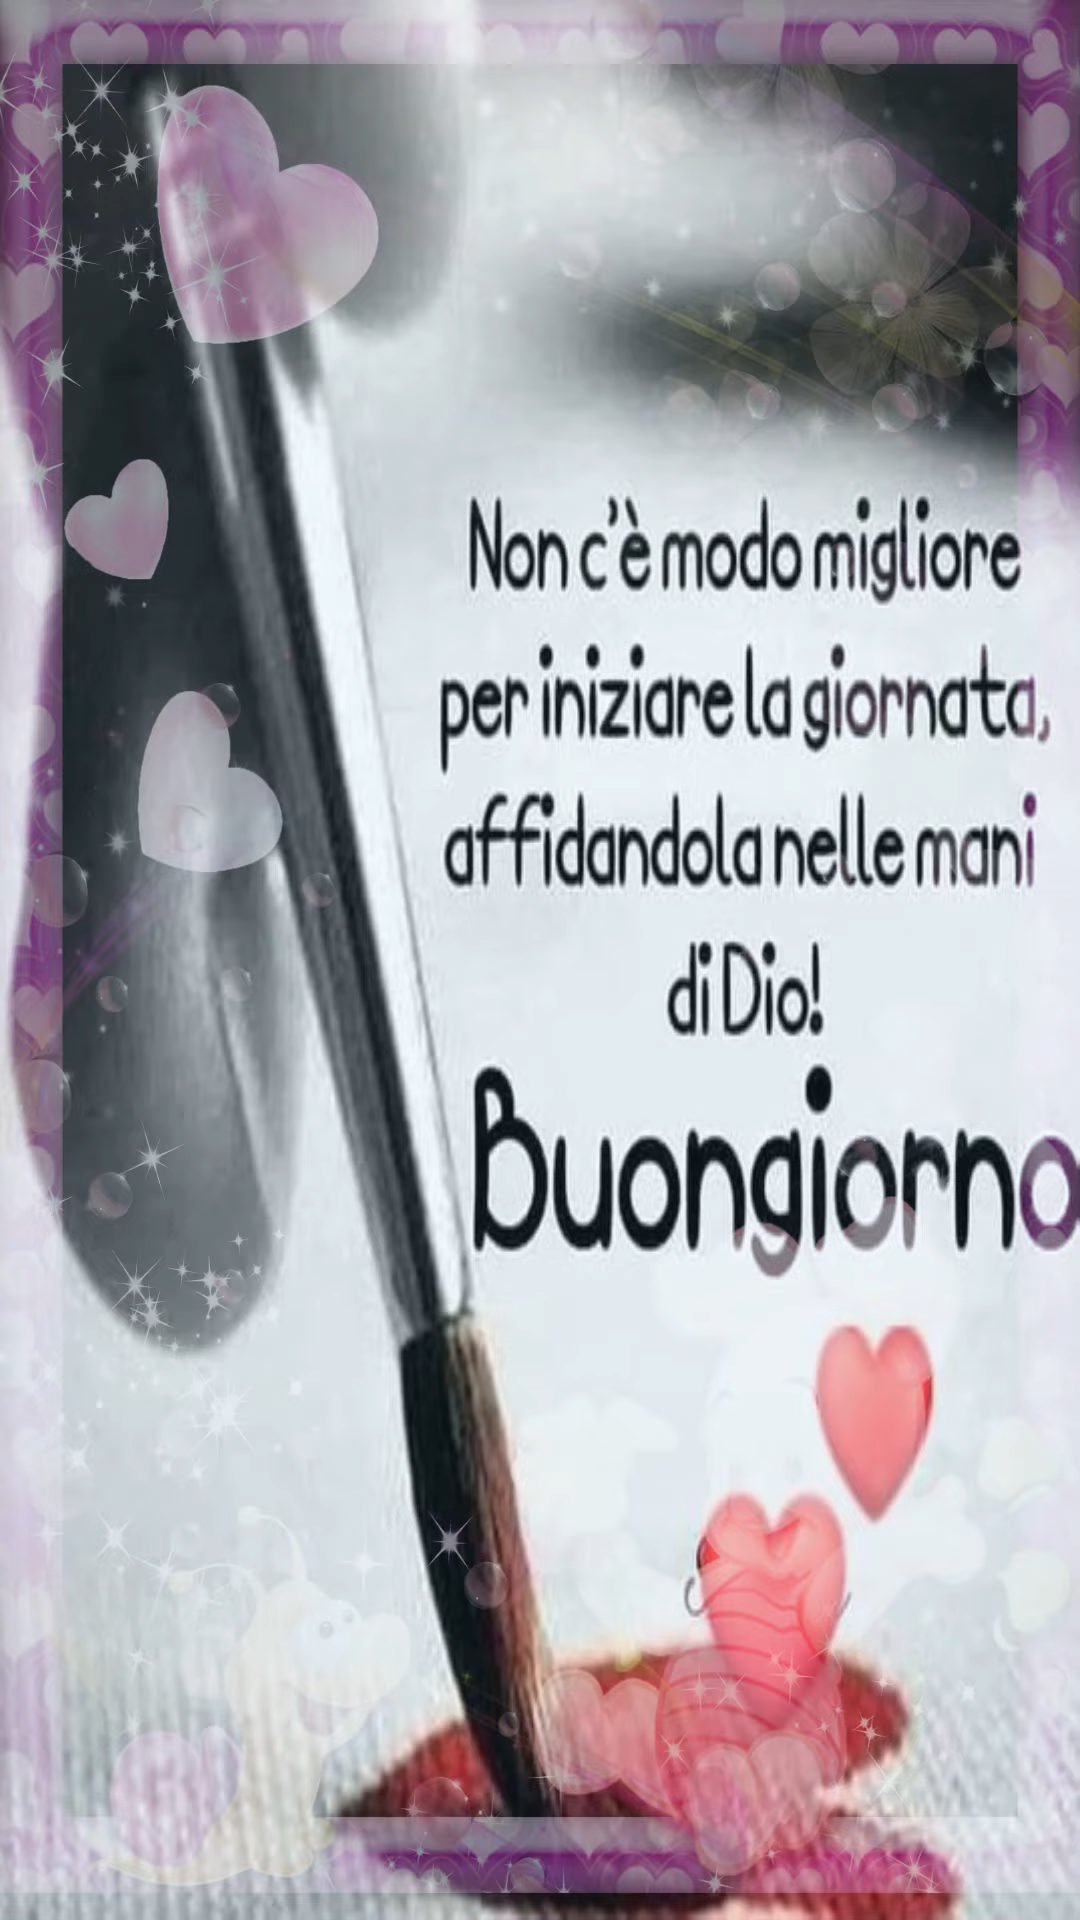 Non c'è modo migliore
per iniziare la giornata,
affidandola nelle mani
di Dio!
Buongiorno